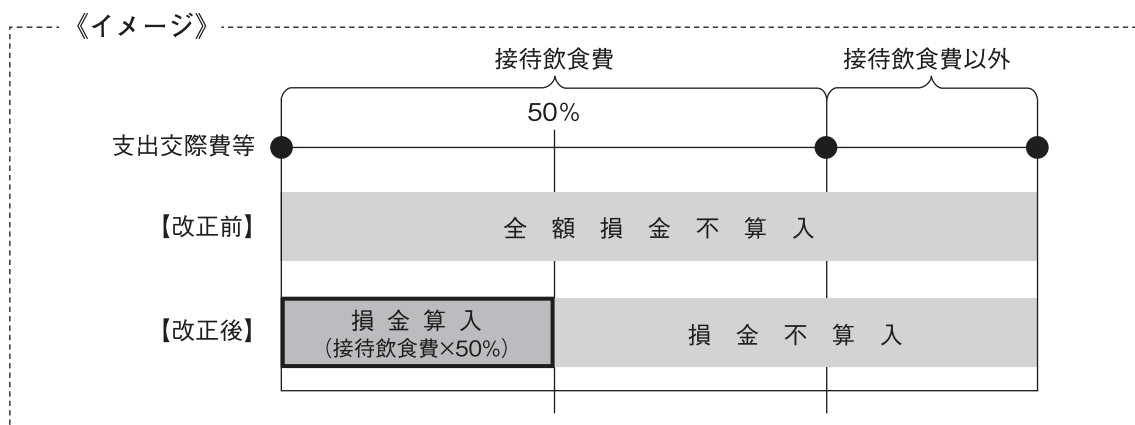 《イメージ》
接待飲食費
接待飲食費以外
50%
支出交際費等
【改正前】
全額損金不算入
【改正後】
損金算入
（接待飲食費×50%）
損金不算入